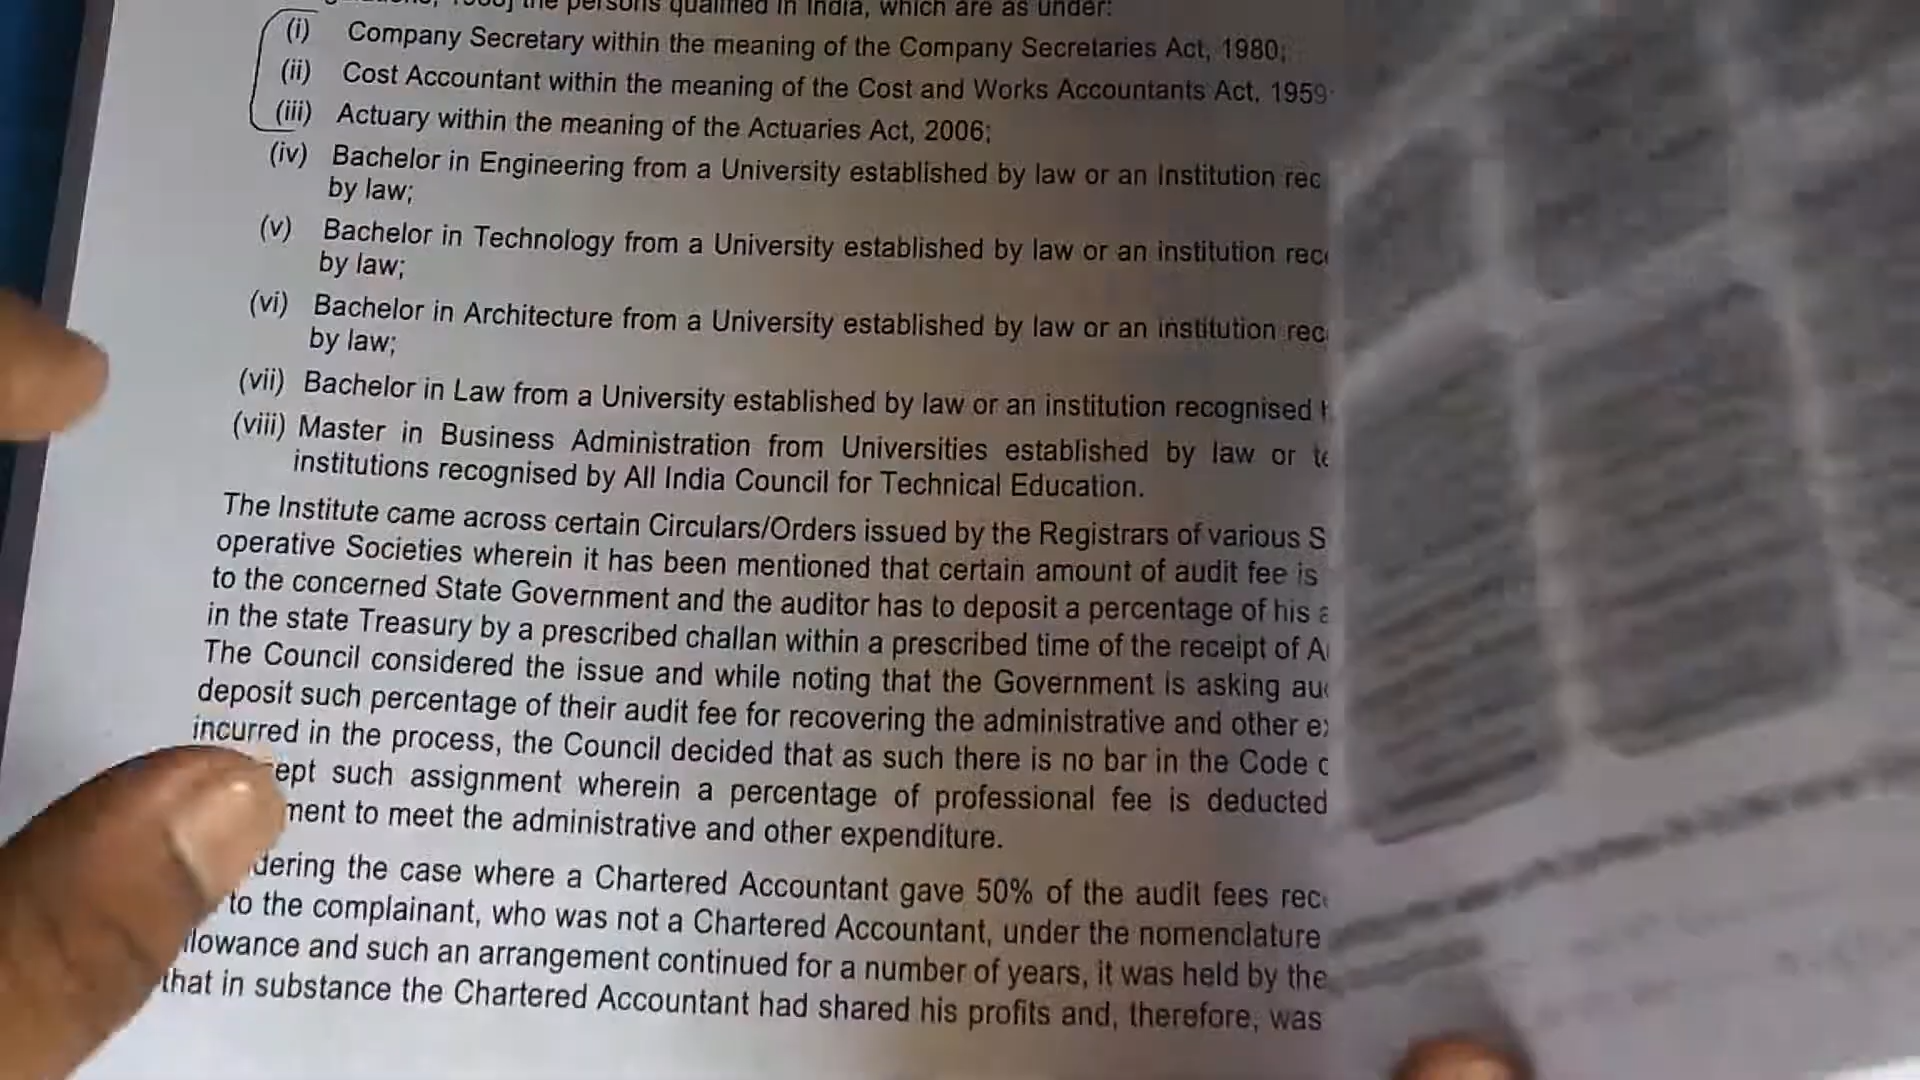 the persons qualified in India, which are as under:
(i) Company Secretary within the meaning of the Company Secretaries Act, 1980;
(ii) Cost Accountant within the meaning of the Cost and Works Accountants Act, 1959
(iii) Actuary within the meaning of the Actuaries Act, 2006;
(iv) Bachelor in Engineering from a University established by law or an Institution rec
by law;
(v) Bachelor in Technology from a University established by law or an institution rec
by law;
(vi) Bachelor in Architecture from a University established by law or an institution rec
by law;
(vii) Bachelor in Law from a University established by law or an institution recognised
(viii) Master in Business Administration from Universities established by law or
institutions recognised by All India Council for Technical Education.
The Institute came across certain Circulars/Orders issued by the Registrars of various S
operative Societies wherein it has been mentioned that certain amount of audit fee is
to the concerned State Government and the auditor has to deposit a percentage of his
in the state Treasury by a prescribed challan within a prescribed time of the receipt of A
The Council considered the issue and while noting that the Government is asking au
deposit such percentage of their audit fee for recovering the administrative and other
incurred in the process, the Council decided that as such there is no bar in the Code
ept such assignment wherein a percentage of professional fee is deducted
ment to meet the administrative and other expenditure.
dering the case where a Chartered Accountant gave 50% of the audit fees rec
to the complainant, who was not a Chartered Accountant, under the nomenclature
llowance and such an arrangement continued for a number of years, it was held by the
that in substance the Chartered Accountant had shared his profits and, therefore, was